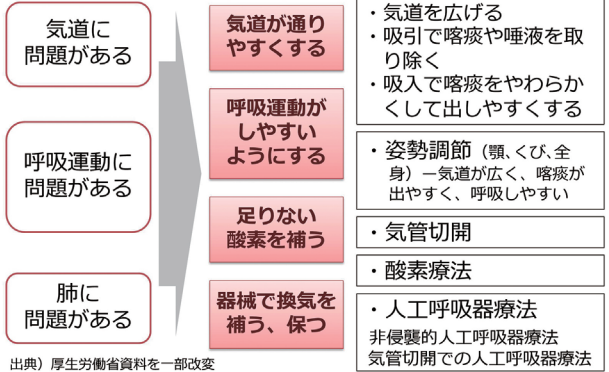 気道に
問題がある
呼吸運動に
問題がある
肺に
問題がある
気道が通り
やすくする
呼吸運動が
しやすい
ようにする
足りない
酸素を補う
器械で換気を
補う、保つ
・気道を広げる
・吸引で喀痰や唾液を取
り除く
・吸入で喀痰をやわらか
くして出しやすくする
・姿勢調節（顎、くび、全
身）－気道が広く、喀痰が
出やすく、呼吸しやすい
・気管切開
・酸素療法
・人工呼吸器療法
非侵襲的人工呼吸器療法
気管切開での人工呼吸器療法
出典）厚生労働省資料を一部改変